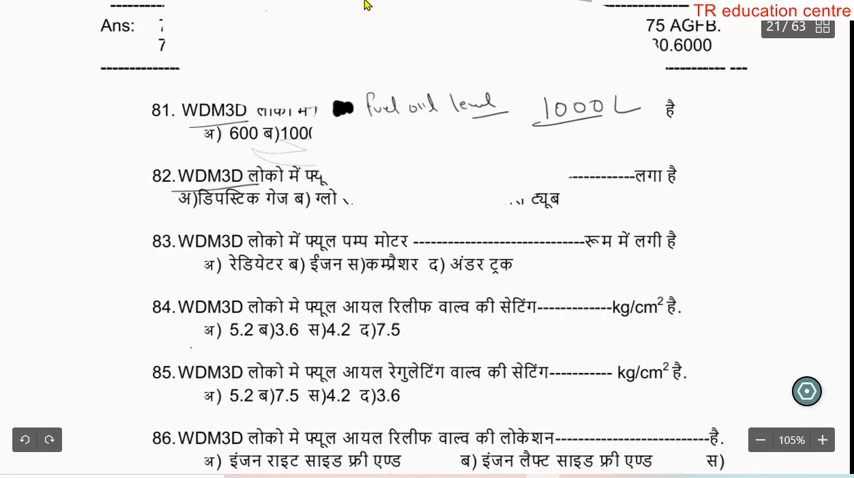 TR education centre
Ans: 75 AGFB. 21/63
7 30.6000
81. WDM3D लोको में fuel oil level 1000 L है
अ) 600 ब)1000
82.WDM3D लोको में फ्यू -----------लगा है
अ)डिपस्टिक गेज ब) ग्लो ट्यूब
83. WDM3D लोको में फ्यूल पम्प मोटर -----------------------------रूम में लगी है
अ) रेडियेटर ब) ईंजन स)कम्प्रैशर द) अंडर ट्रक
84. WDM3D लोको मे फ्यूल आयल रिलीफ वाल्व की सेटिंग-------------kg/cm² है.
अ) 5.2 ब)3.6 स)4.2 द)7.5
85. WDM3D लोको मे फ्यूल आयल रेगुलेटिंग वाल्व की सेटिंग----------- kg/cm² है.
अ) 5.2 ब)7.5 स)4.2 द)3.6
105%
86. WDM3D लोको मे फ्यूल आयल रिलीफ वाल्व की लोकेशन---------------------------है.
अ) इंजन राइट साइड फ्री एण्ड ब) इंजन लैफ्ट साइड फ्री एण्ड स)